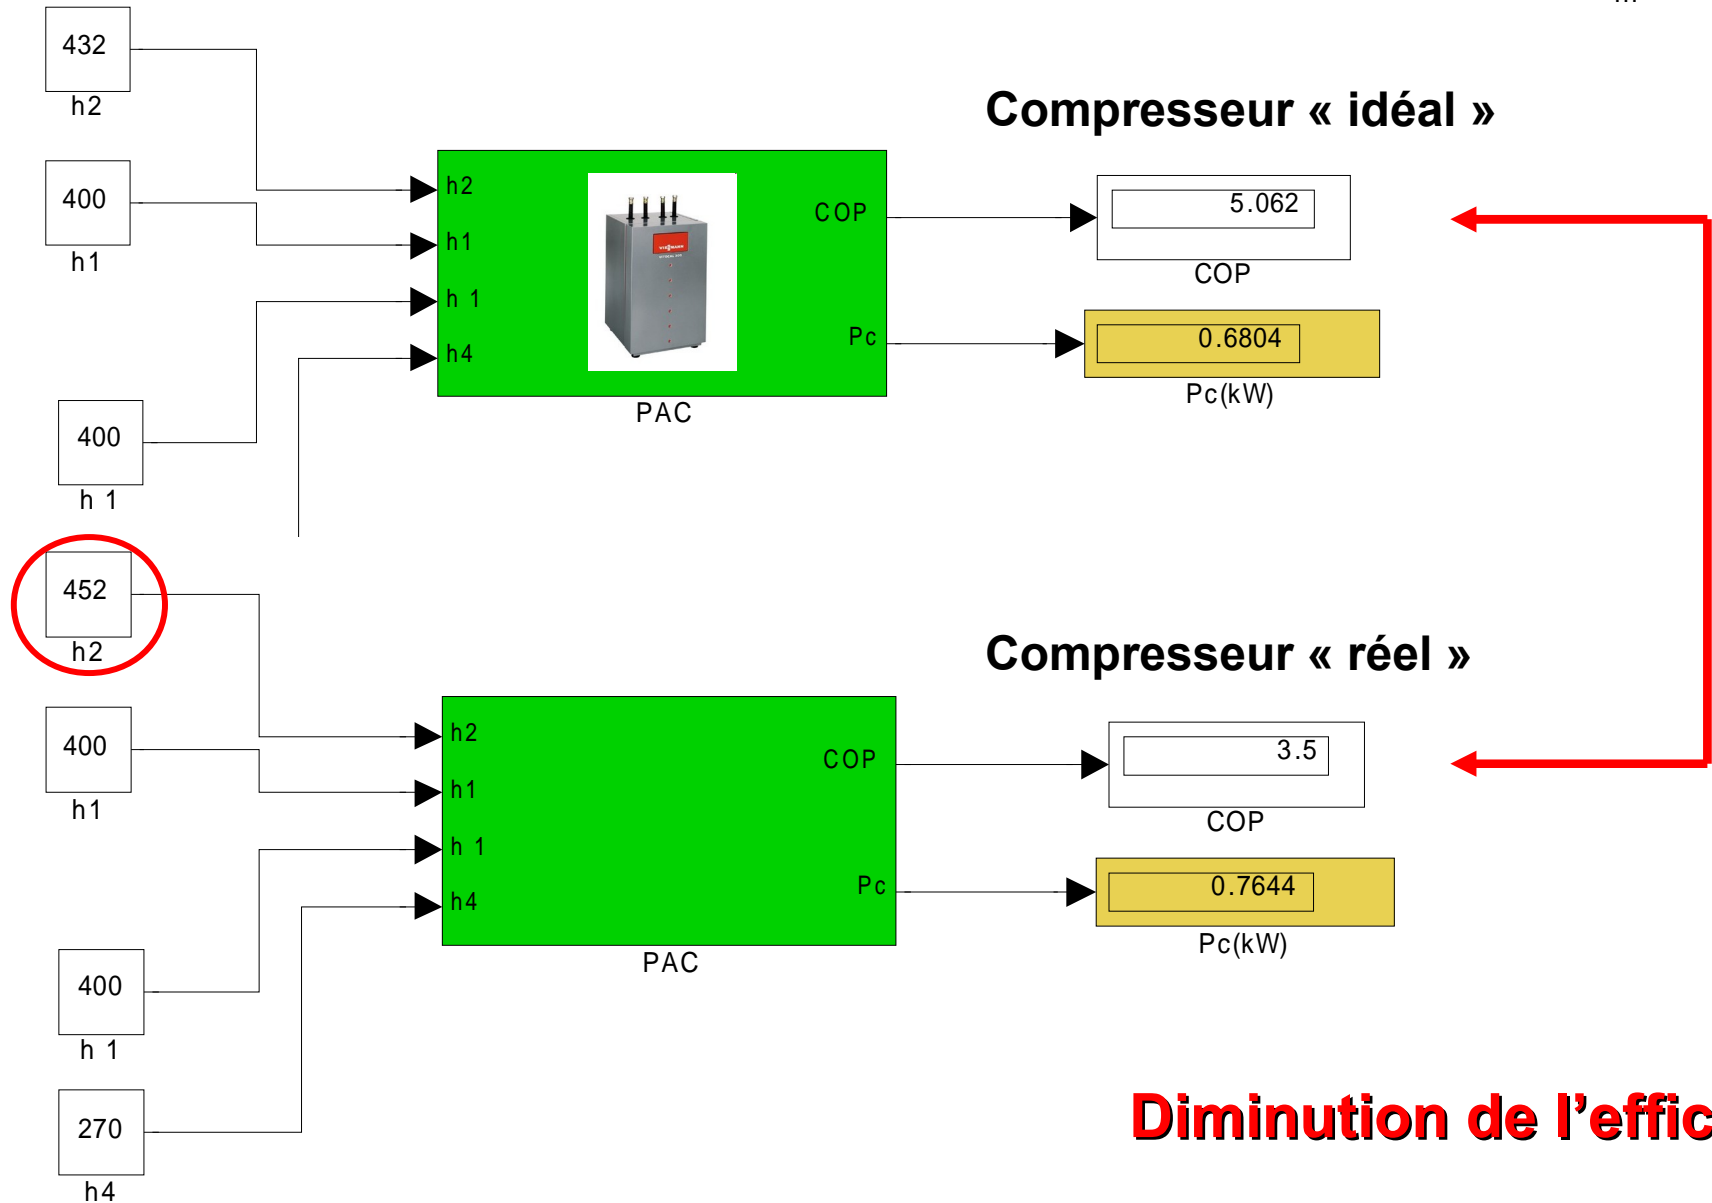 432
h2
Compresseur « idéal »
400
h1
h2
h1
h 1
h4
COP
Pc
VIESMANN
5.062
COP
0.6804
Pc(kW)
PAC
400
h 1
452
h2
Compresseur « réel »
400
h1
h2
h1
h 1
h4
COP
Pc
3.5
COP
0.7644
Pc(kW)
PAC
400
h 1
270
h4
Diminution de l’effic